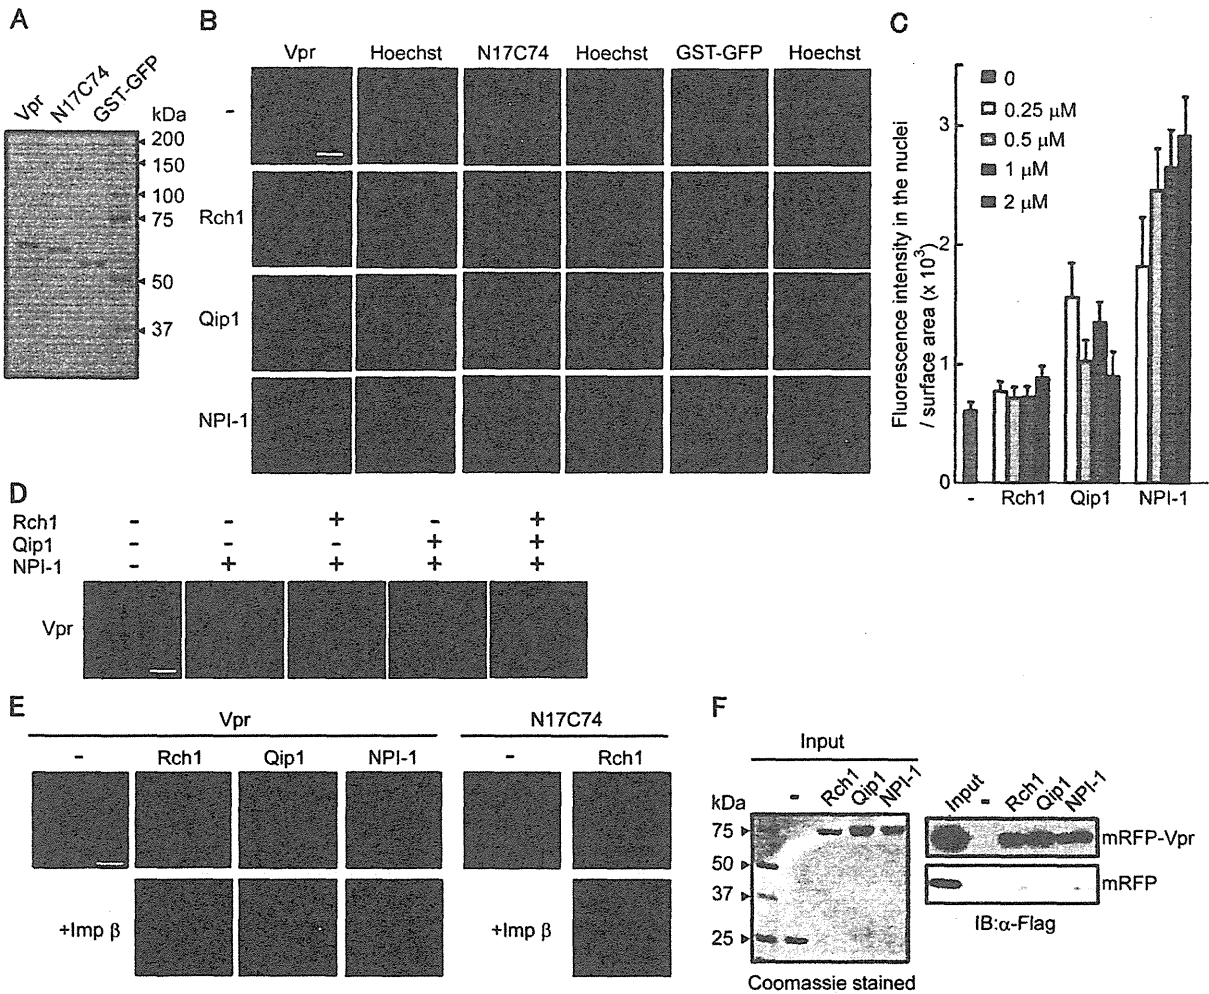 A
Vpr
N17C74
GST-GFP
kDa
200
150
100
75
50
37
B
Vpr Hoechst N17C74 Hoechst GST-GFP Hoechst
-
Rch1
Qip1
NPI-1
C
Fluorescence intensity in the nuclei
/ surface area (x 10³)
0
0.25 μM
0.5 μM
1 μM
2 μM
3
2
1
0
- Rch1 Qip1 NPI-1
D
Rch1 - - + - +
Qip1 - - - + +
NPI-1 - + + + +
Vpr
E
Vpr N17C74
- Rch1 Qip1 NPI-1 - Rch1
+Imp β +Imp β
F
Input
kDa - Rch1 Qip1 NPI-1
75
50
37
25
Coomassie stained
Input - Rch1 Qip1 NPI-1
mRFP-Vpr
mRFP
IB:α-Flag